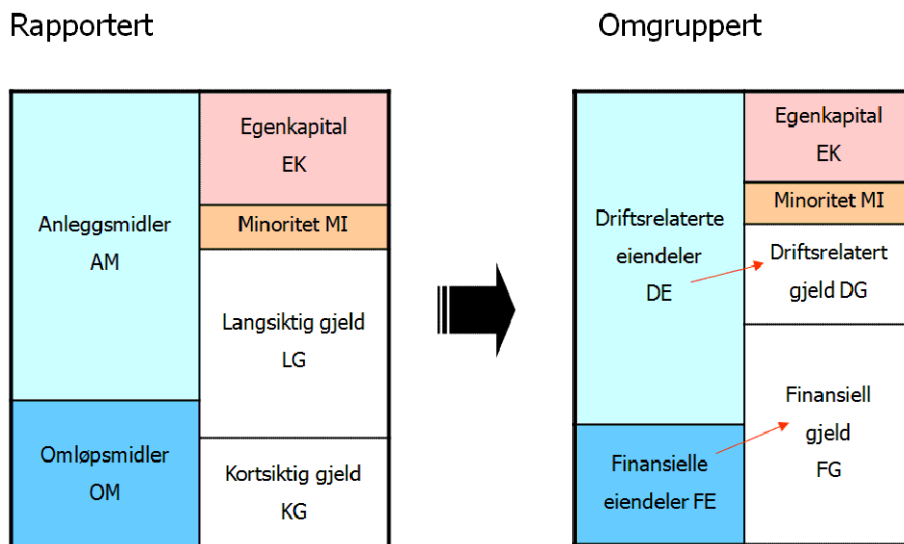 Rapportert
Anleggsmidler
AM
Omløpsmidler
OM
Egenkapital
EK
Minoritet MI
Langsiktig gjeld
LG
Kortsiktig gjeld
KG
Omgruppert
Driftsrelaterte
eiendeler
DE
Finansielle
eiendeler FE
Egenkapital
EK
Minoritet MI
Driftsrelatert
gjeld DG
Finansiell
gjeld
FG